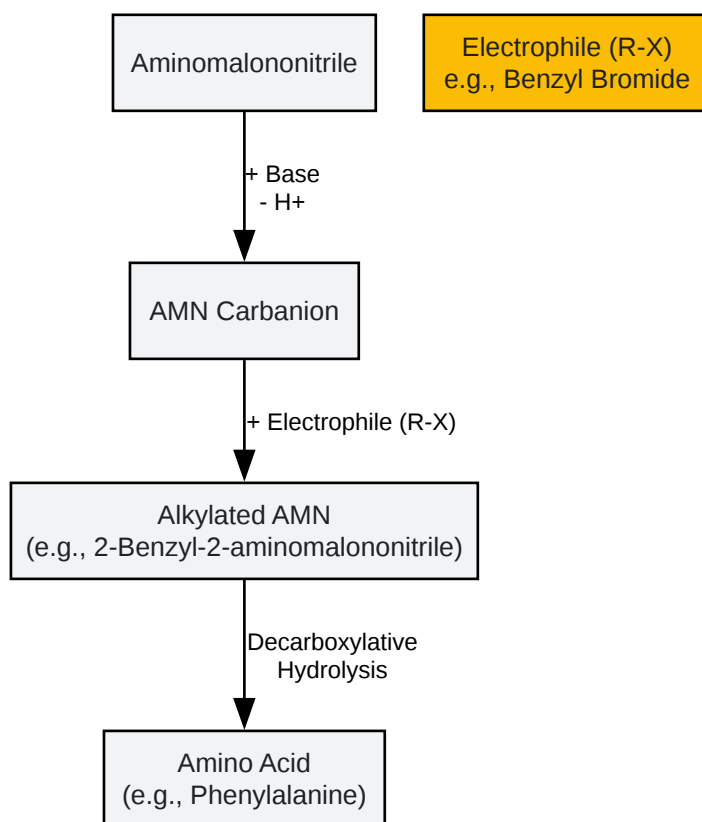 Aminomalononitrile
Electrophile (R-X)
e.g., Benzyl Bromide
+ Base
- H+
AMN Carbanion
+ Electrophile (R-X)
Alkylated AMN
(e.g., 2-Benzyl-2-aminomalononitrile)
Decarboxylative
Hydrolysis
Amino Acid
(e.g., Phenylalanine)